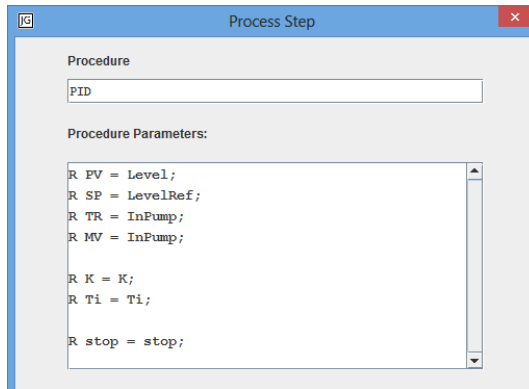 JG
Process Step
x
Procedure
PID
Procedure Parameters:
R PV = Level;
R SP = LevelRef;
R TR = InPump;
R MV = InPump;
R K = K;
R Ti = Ti;
R stop = stop;